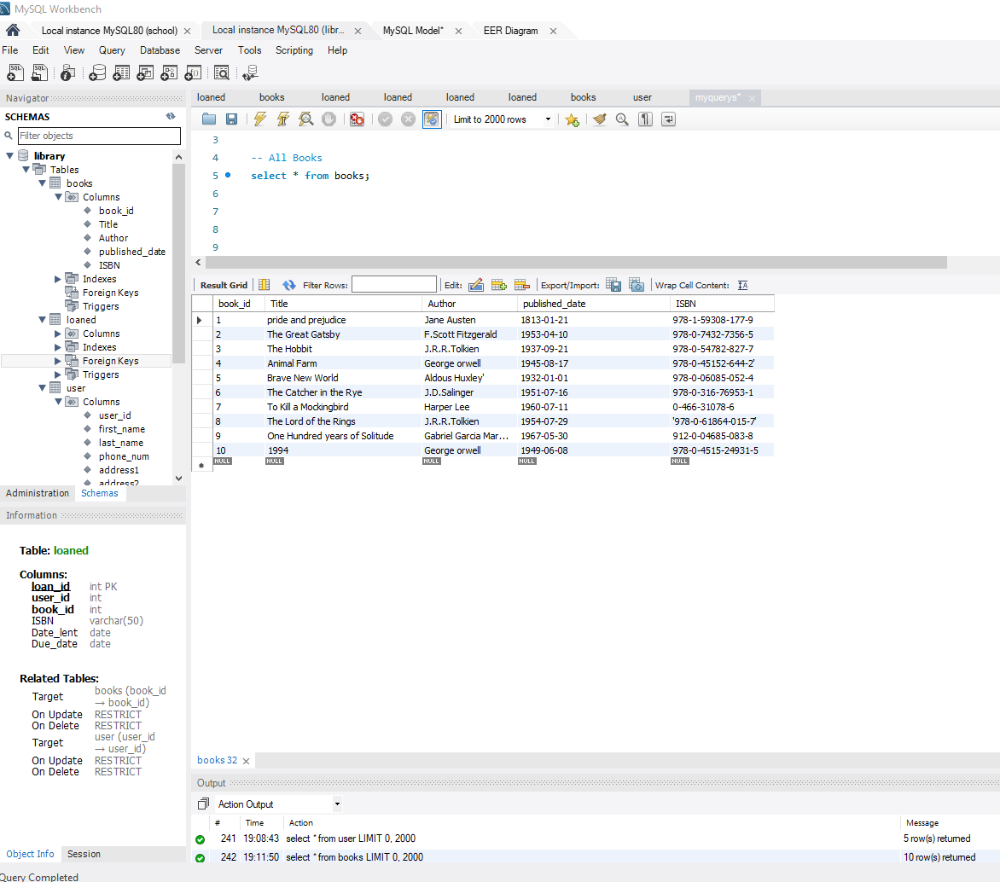 MySQL Workbench
Local instance MySQL80 (school) Local instance MySQL80 (libr... MySQL Model* EER Diagram
File Edit View Query Database Server Tools Scripting Help
Navigator
SCHEMAS
Filter objects
library
Tables
books
Columns
book_id
Title
Author
published_date
ISBN
Indexes
Foreign Keys
Triggers
loaned
Columns
Indexes
Foreign Keys
Triggers
user
Columns
user_id
first_name
last_name
phone_num
address1
address2
Administration Schemas
Information
Table: loaned
Columns:
loan_id int PK
user_id int
book_id int
ISBN varchar(50)
Date_lent date
Due_date date
Related Tables:
Target books (book_id → book_id)
On Update RESTRICT
On Delete RESTRICT
Target user (user_id → user_id)
On Update RESTRICT
On Delete RESTRICT
Object Info Session
Query Completed
loaned books loaned loaned loaned loaned books user myquerys*
Limit to 2000 rows
3
4 -- All Books
5 select * from books;
6
7
8
9
Result Grid Filter Rows: Edit: Export/Import: Wrap Cell Content:
book_id Title Author published_date ISBN
1 pride and prejudice Jane Austen 1813-01-21 978-1-59308-177-9
2 The Great Gatsby F.Scott Fitzgerald 1953-04-10 978-0-7432-7356-5
3 The Hobbit J.R.R.Tolkien 1937-09-21 978-0-54782-827-7
4 Animal Farm George orwell 1945-08-17 978-0-45152-644-2'
5 Brave New World Aldous Huxley' 1932-01-01 978-0-06085-052-4
6 The Catcher in the Rye J.D.Salinger 1951-07-16 978-0-316-76953-1
7 To Kill a Mockingbird Harper Lee 1960-07-11 0-466-31078-6
8 The Lord of the Rings J.R.R.Tolkien 1954-07-29 '978-0-61864-015-7'
9 One Hundred years of Solitude Gabriel Garcia Mar... 1967-05-30 912-0-04685-083-8
10 1994 George orwell 1949-06-08 978-0-4515-24931-5
NULL NULL NULL NULL NULL
books 32
Output
Action Output
# Time Action Message
241 19:08:43 select * from user LIMIT 0, 2000 5 row(s) returned
242 19:11:50 select * from books LIMIT 0, 2000 10 row(s) returned